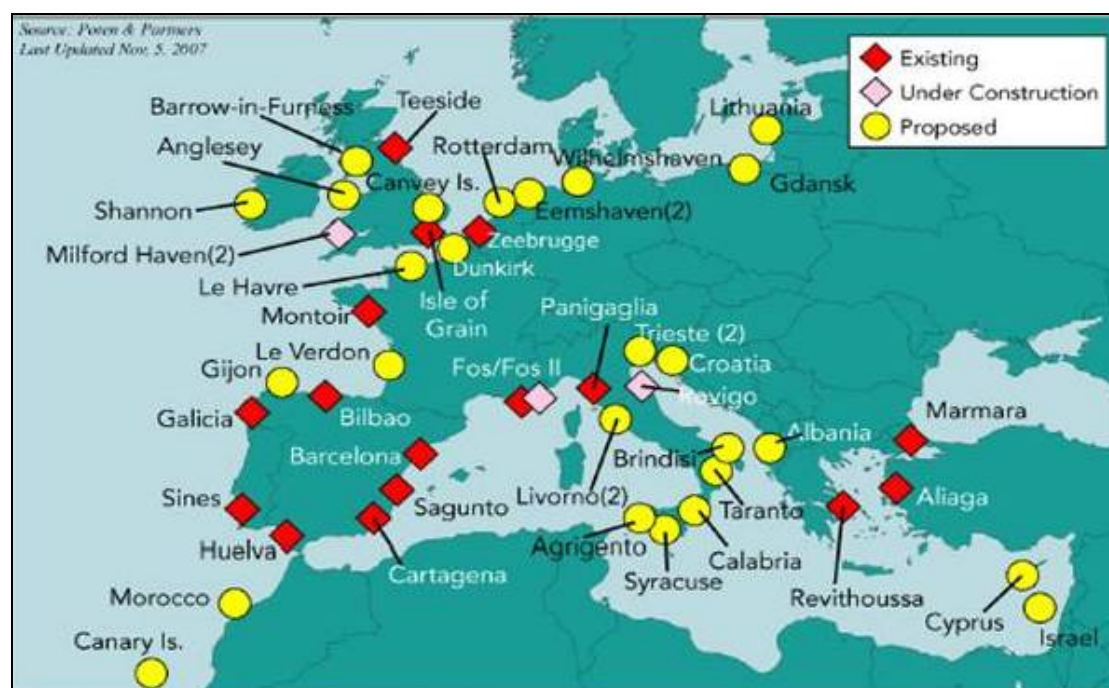 Source: Poten & Partners
Last Updated Nov. 5, 2007
Existing
Under Construction
Proposed
Barrow-in-Furness
Teeside
Lithuania
Anglesey
Rotterdam
Wilhelmshaven
Canvey Is.
Gdansk
Shannon
Eemshaven(2)
Milford Haven(2)
Zeebrugge
Dunkirk
Le Havre
Isle of
Grain
Panigaglia
Montoir
Trieste (2)
Le Verdon
Croatia
Gijon
Fos/Fos II
Rovigo
Galicia
Bilbao
Marmara
Albania
Barcelona
Brindisi
Sines
Sagunto
Livorno(2)
Taranto
Aliaga
Huelva
Agrigento
Calabria
Cartagena
Syracuse
Revithoussa
Morocco
Cyprus
Israel
Canary Is.